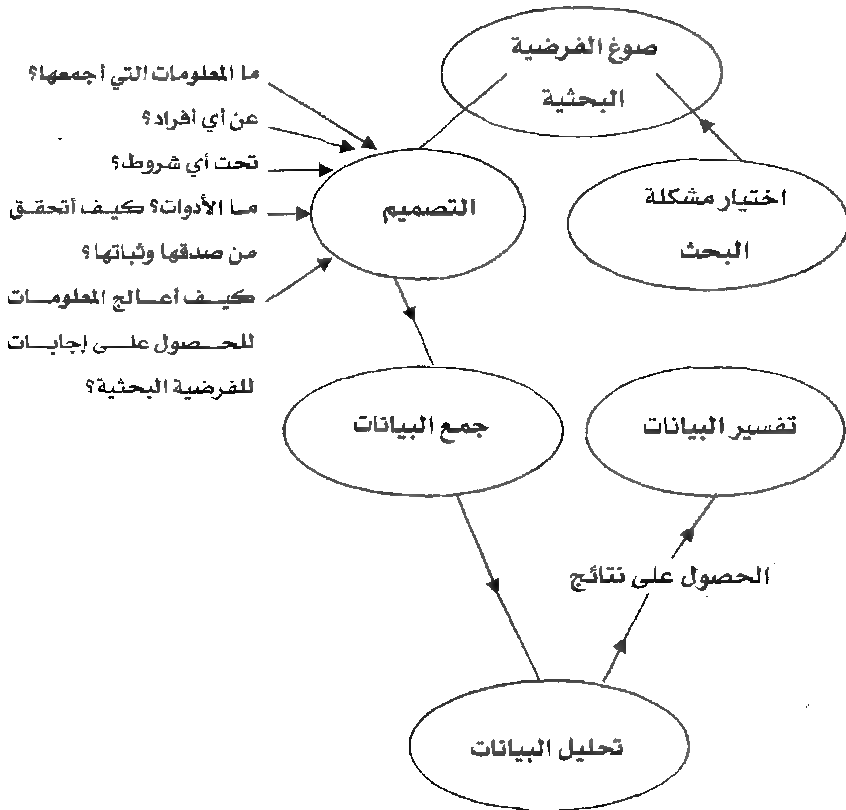 صوغ الفرضية
البحثية
اختيار مشكلة
البحث
ما المعلومات التي أجمعها؟
عن أي أفراد؟
تحت أي شروط؟
ما الأدوات؟ كيف أتحقق
من صدقها وثباتها؟
كيف أعالج المعلومات
للحصول على إجابات
للفرضية البحثية؟
التصميم
جمع البيانات
تفسير البيانات
الحصول على نتائج
تحليل البيانات